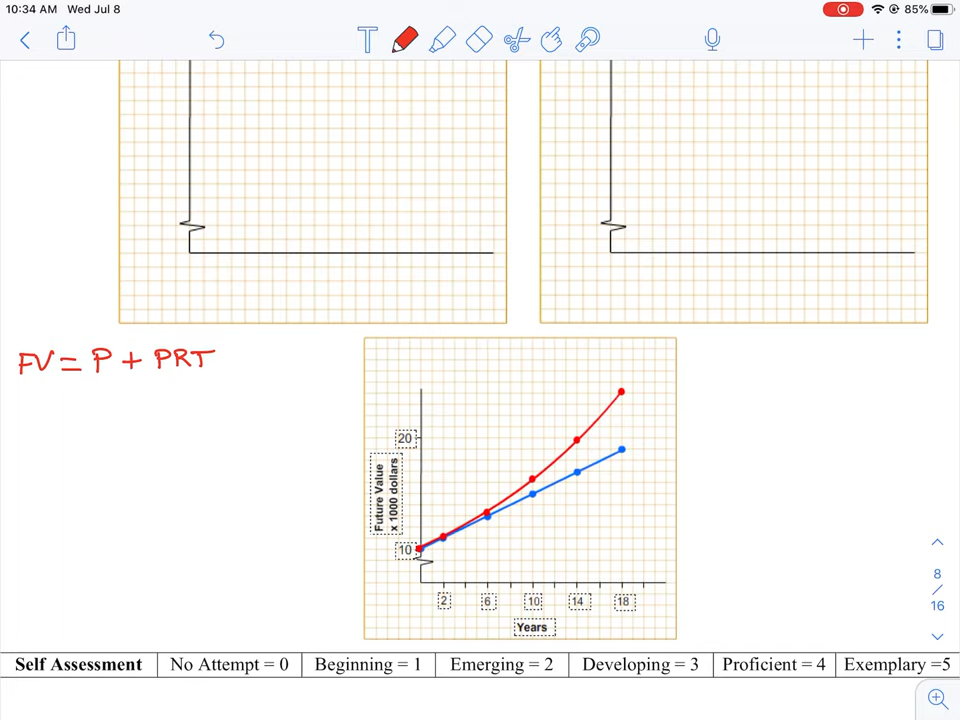 10:34 AM Wed Jul 8
85%
T
FV = P + PRT
20
10
Future Value
x 1000 dollars
2 6 10 14 18
Years
8
/
16
Self Assessment No Attempt = 0 Beginning = 1 Emerging = 2 Developing = 3 Proficient = 4 Exemplary =5